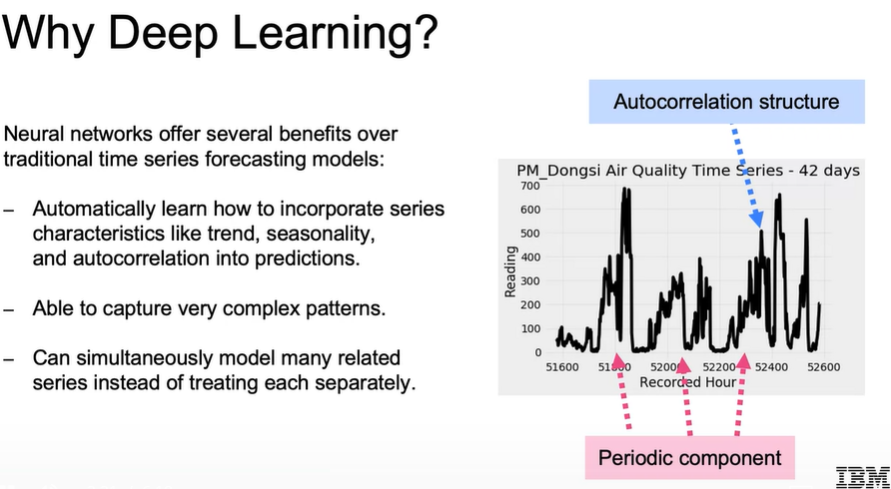 Why Deep Learning?
Neural networks offer several benefits over
traditional time series forecasting models:
– Automatically learn how to incorporate series
characteristics like trend, seasonality,
and autocorrelation into predictions.
– Able to capture very complex patterns.
– Can simultaneously model many related
series instead of treating each separately.
Autocorrelation structure
PM_Dongsi Air Quality Time Series - 42 days
Reading
700
600
500
400
300
200
100
0
51600 51800 52000 52200 52400 52600
Recorded Hour
Periodic component
IBM